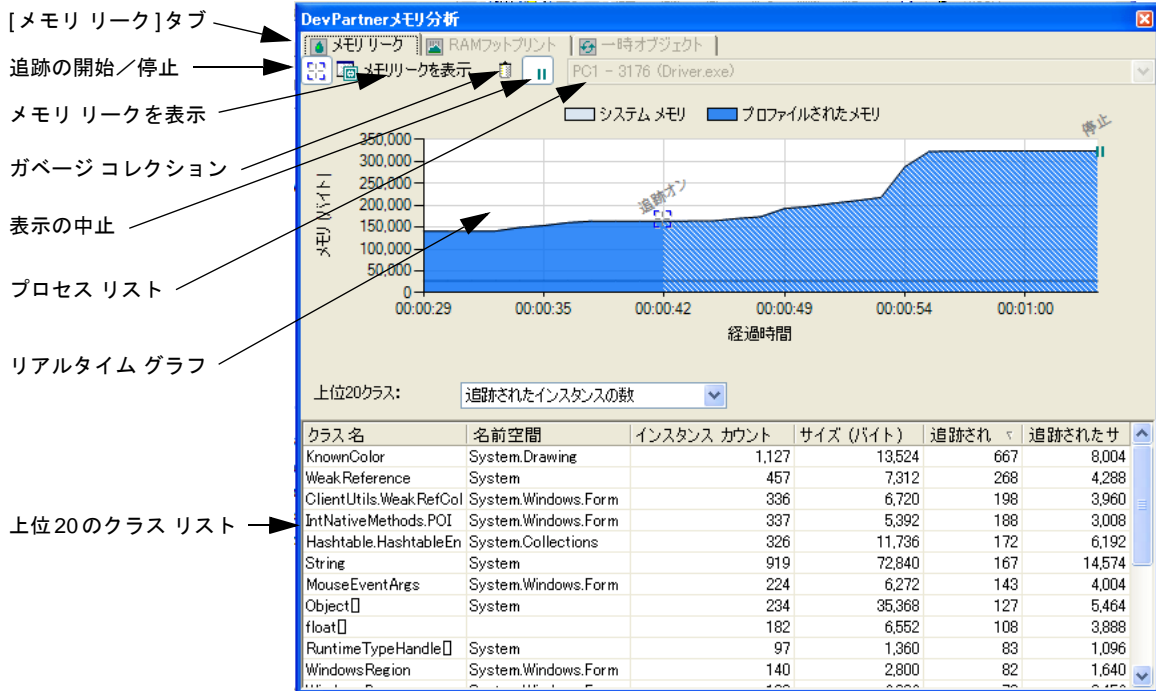 [メモリ リーク]タブ
追跡の開始／停止
メモリ リークを表示
ガベージ コレクション
表示の中止
プロセス リスト
リアルタイム グラフ
上位20のクラス リスト
DevPartnerメモリ分析
メモリ リーク
RAMフットプリント
一時オブジェクト
メモリリークを表示
PC1 - 3176 (Driver.exe)
システム メモリ
プロファイルされたメモリ
停止
追跡オン
メモリ (バイト)
350,000
300,000
250,000
200,000
150,000
100,000
50,000
0
00:00:29 00:00:35 00:00:42 00:00:49 00:00:54 00:01:00
経過時間
上位20クラス: 追跡されたインスタンスの数
クラス名 名前空間 インスタンス カウント サイズ (バイト) 追跡され 追跡されたサ
KnownColor System.Drawing 1,127 13,524 667 8,004
WeakReference System 457 7,312 268 4,288
ClientUtils.WeakRefCol System.Windows.Form 336 6,720 198 3,960
IntNativeMethods.POI System.Windows.Form 337 5,392 188 3,008
Hashtable.HashtableEn System.Collections 326 11,736 172 6,192
String System 919 72,840 167 14,574
MouseEventArgs System.Windows.Form 224 6,272 143 4,004
Object[] System 234 35,368 127 5,464
float[] 182 6,552 108 3,888
RuntimeTypeHandle[] System 97 1,360 83 1,096
WindowsRegion System.Windows.Form 140 2,800 82 1,640